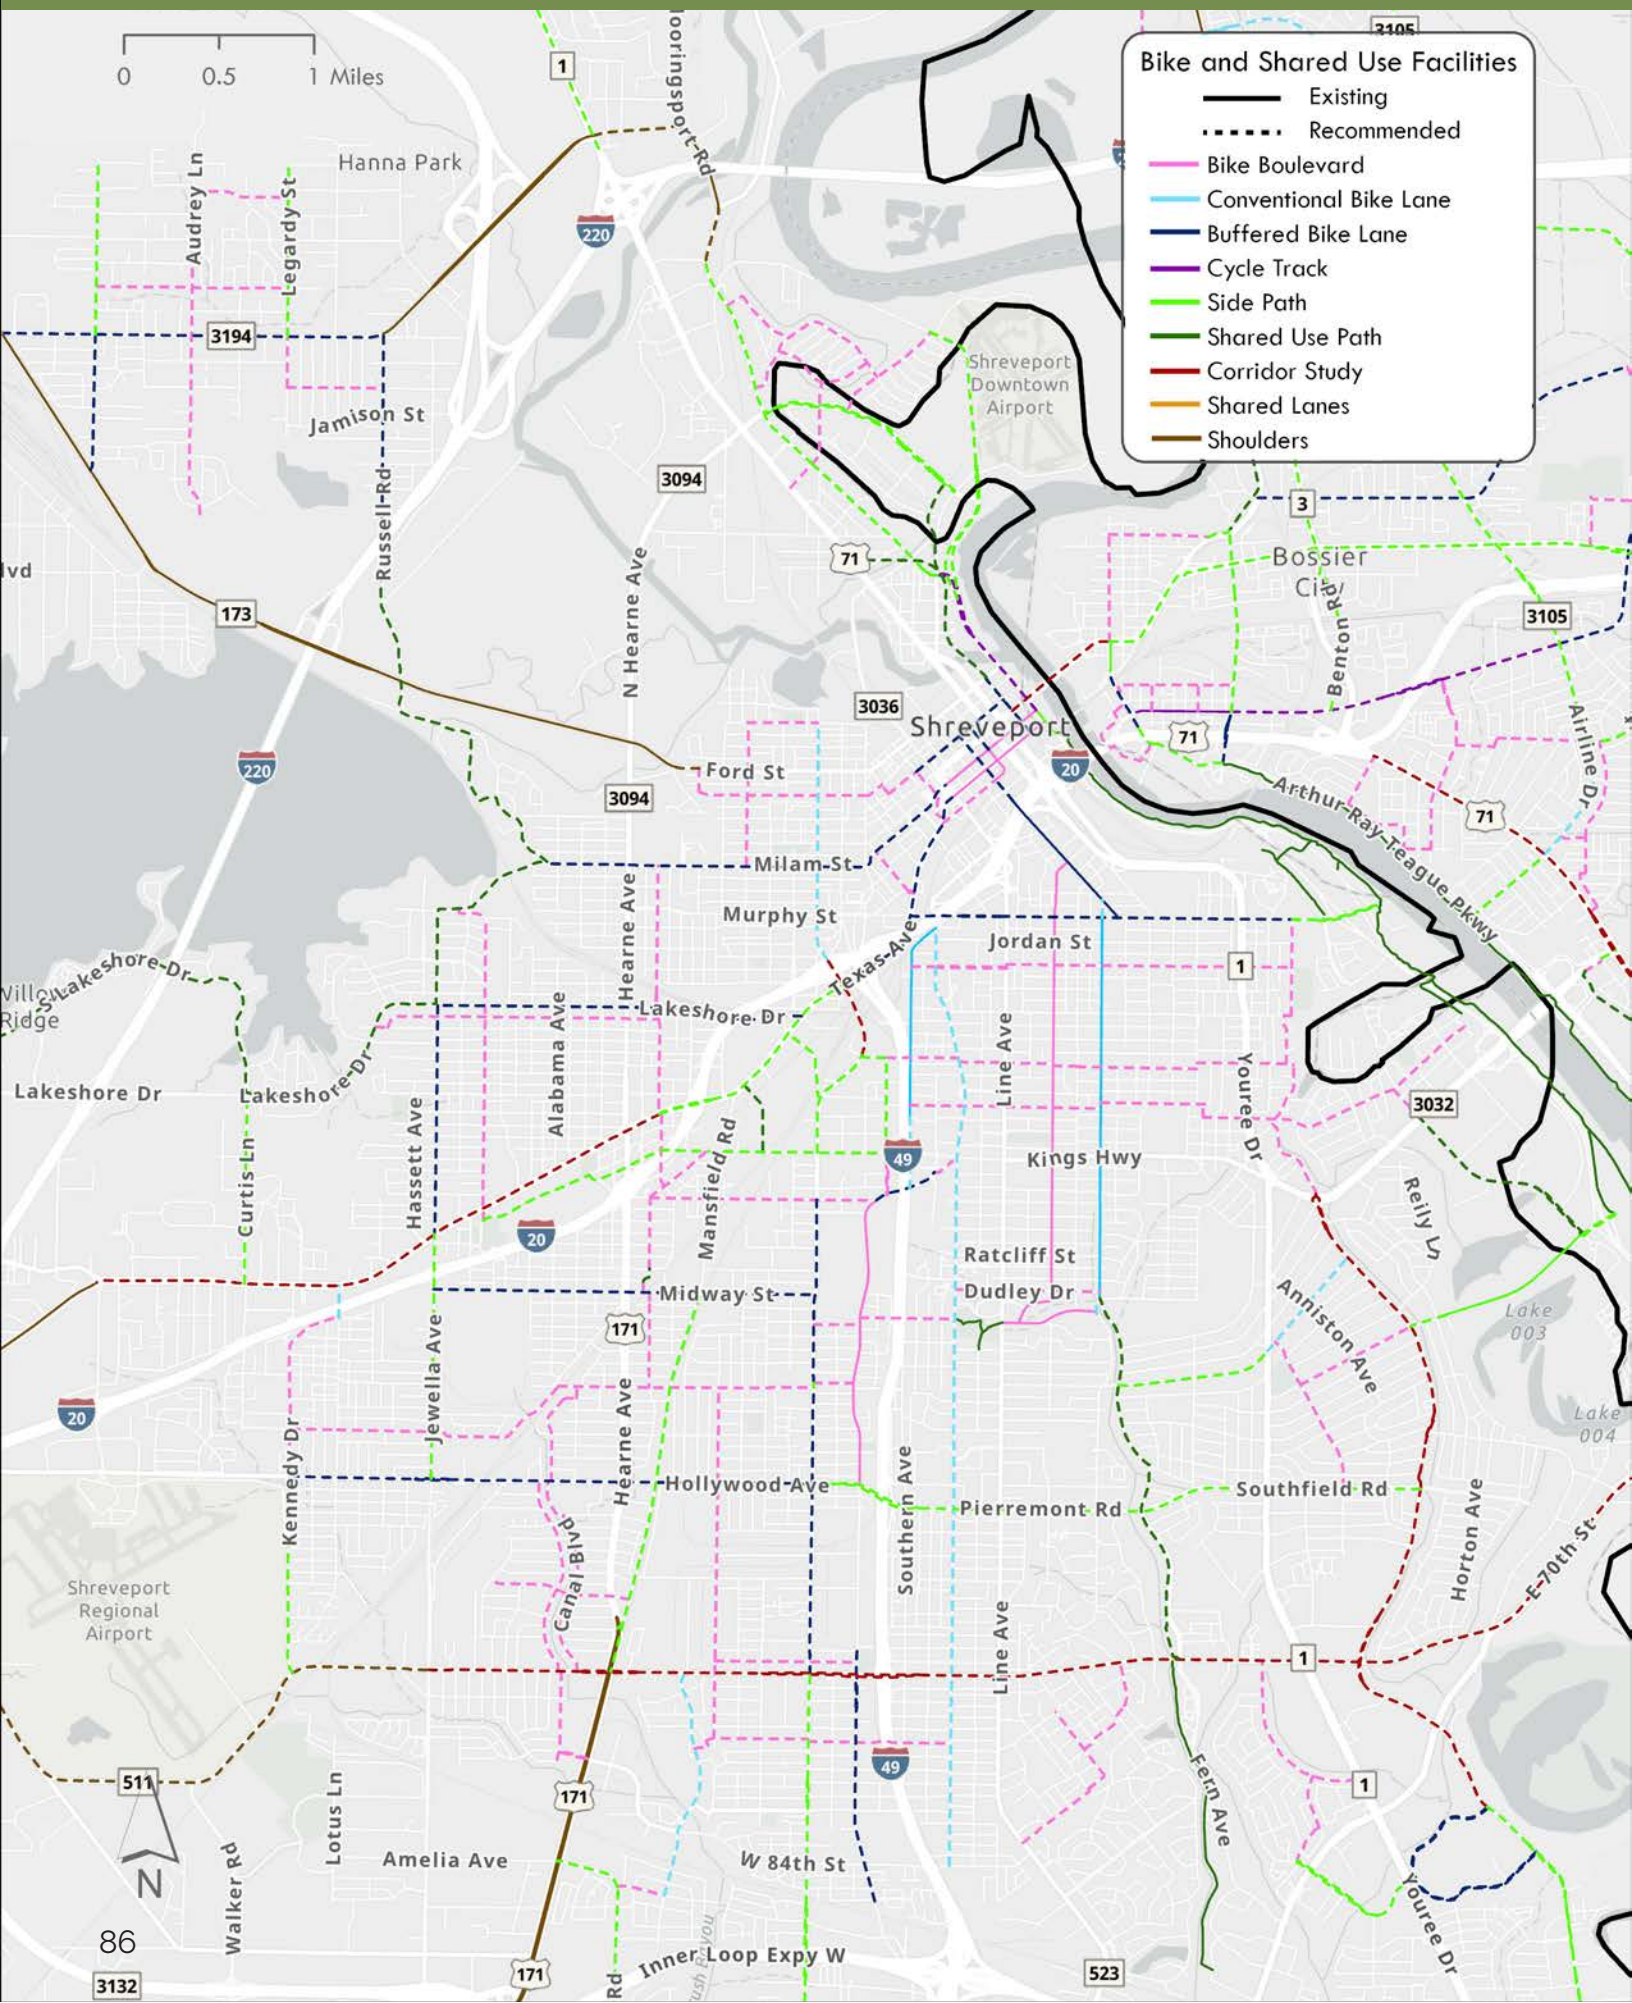 0 0.5 1 Miles
1
ooringsport Rd
3105
Bike and Shared Use Facilities
Existing
Recommended
Bike Boulevard
Conventional Bike Lane
Buffered Bike Lane
Cycle Track
Side Path
Shared Use Path
Corridor Study
Shared Lanes
Shoulders
Hanna Park
Audrey Ln
Legardy St
220
3194
Jamison St
Shreveport
Downtown
Airport
3094
Russell Rd
3
71
Bossier
City
lvd
N Hearne Ave
173
3105
Benton Rd
3036
Shreveport
71
Airline Dr
220
20
Ford St
3094
Arthur Ray Teague Pkwy
71
Milam St
Murphy St
Hearne Ave
Texas Ave
Jordan St
1
S Lakeshore Dr
Ridge
Lakeshore Dr
Alabama Ave
Line Ave
Youree Dr
Lakeshore Dr
Lakeshore Dr
3032
Hassett Ave
Mansfield Rd
49
Kings Hwy
Curtis Ln
Reily Ln
20
Ratcliff St
Dudley Dr
Midway St
Anniston Ave
Lake
003
171
Jewella Ave
Hearne Ave
20
Lake
004
Kennedy Dr
Hollywood Ave
Southern Ave
Southfield Rd
Pierremont Rd
Horton Ave
E 70th St
Canal Blvd
Shreveport
Regional
Airport
Line Ave
1
49
Fern Ave
511
171
1
Lotus Ln
Amelia Ave
W 84th St
N
Walker Rd
Youree Dr
86
Inner Loop Expy W
3132
171
Rd
523